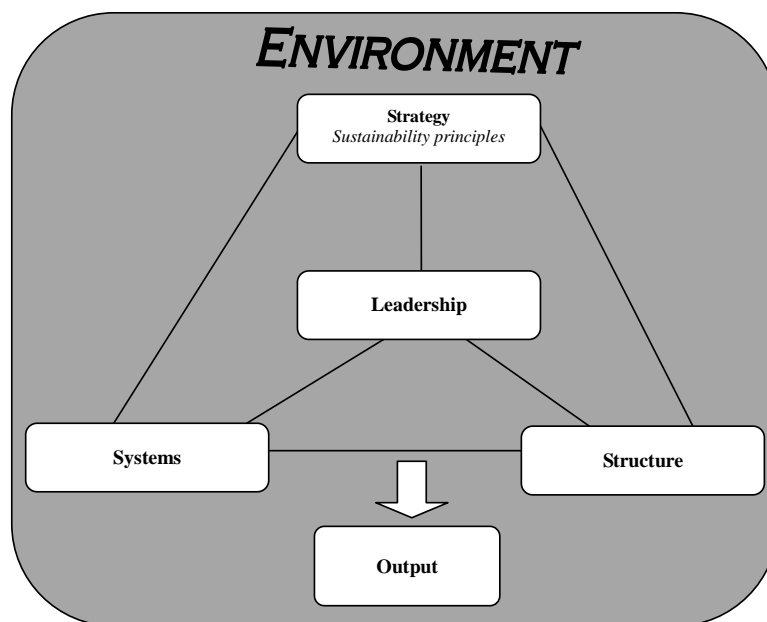 ENVIRONMENT
Strategy
Sustainability principles
Leadership
Systems
Structure
Output